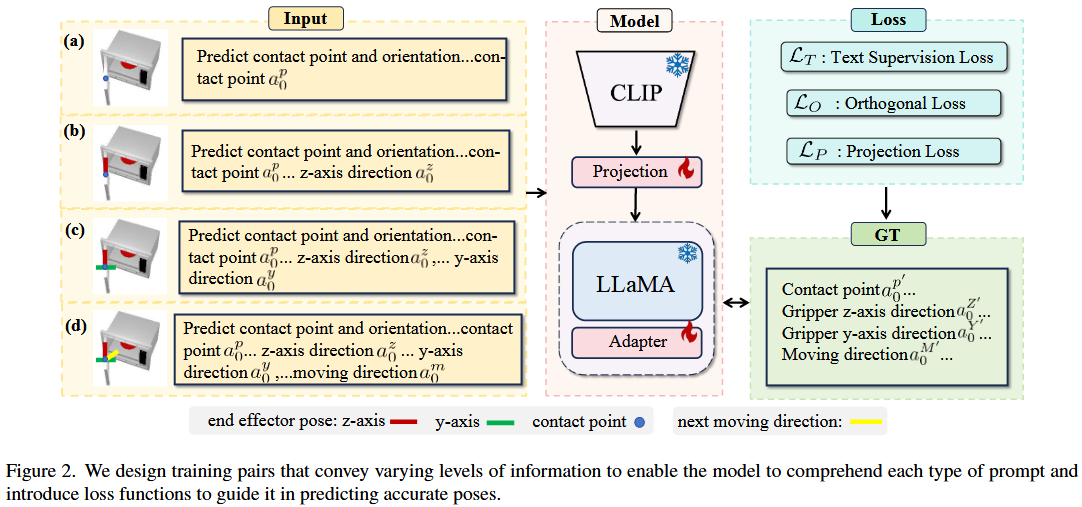 Input
(a)
Predict contact point and orientation...con-
tact point $a_0^p$
(b)
Predict contact point and orientation...con-
tact point $a_0^p$... z-axis direction $a_0^z$
(c)
Predict contact point and orientation...con-
tact point $a_0^p$... z-axis direction $a_0^z$,... y-axis
direction $a_0^y$
(d)
Predict contact point and orientation...contact
point $a_0^p$... z-axis direction $a_0^z$ ... y-axis
direction $a_0^y$ ,...moving direction $a_0^m$
Model
CLIP
Projection
LLaMA
Adapter
Loss
$\mathcal{L}_T$ : Text Supervision Loss
$\mathcal{L}_O$ : Orthogonal Loss
$\mathcal{L}_P$ : Projection Loss
GT
Contact point $a_0^{p'}$...
Gripper z-axis direction $a_0^{Z'}$...
Gripper y-axis direction $a_0^{Y'}$...
Moving direction $a_0^{M'}$ ...
end effector pose: z-axis y-axis contact point next moving direction:
Figure 2. We design training pairs that convey varying levels of information to enable the model to comprehend each type of prompt and
introduce loss functions to guide it in predicting accurate poses.